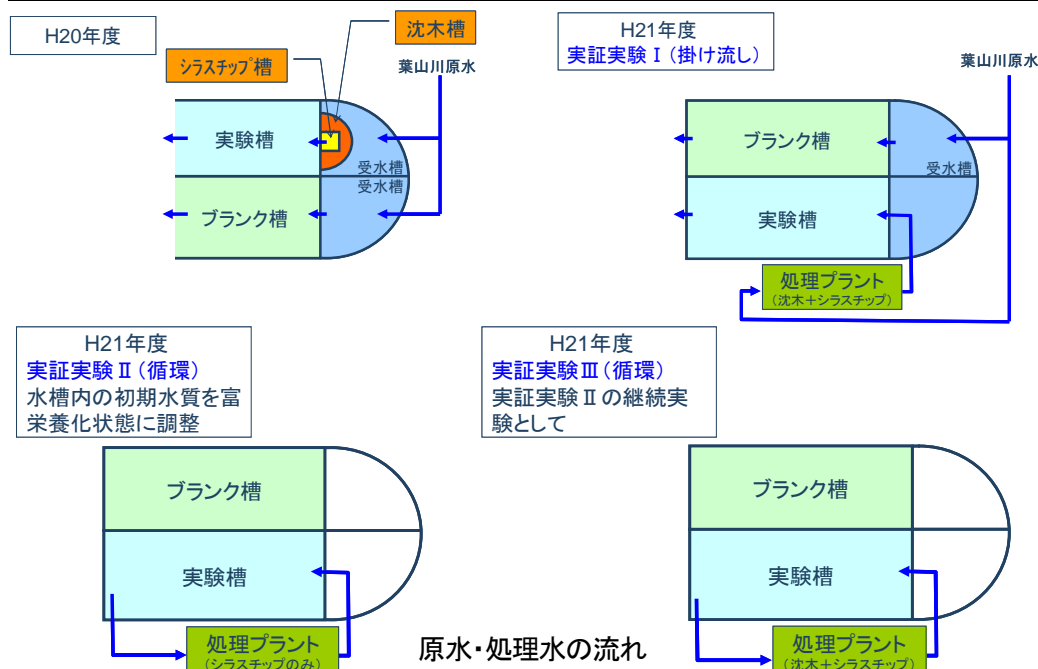 H20年度
沈木槽
シラスチップ槽
葉山川原水
実験槽
受水槽
受水槽
ブランク槽
H21年度
実証実験Ⅰ(掛け流し)
葉山川原水
ブランク槽
受水槽
実験槽
処理プラント
(沈木+シラスチップ)
H21年度
実証実験Ⅱ(循環)
水槽内の初期水質を富
栄養化状態に調整
ブランク槽
実験槽
処理プラント
(シラスチップのみ)
H21年度
実証実験Ⅲ(循環)
実証実験Ⅱの継続実
験として
ブランク槽
実験槽
処理プラント
(沈木+シラスチップ)
原水・処理水の流れ